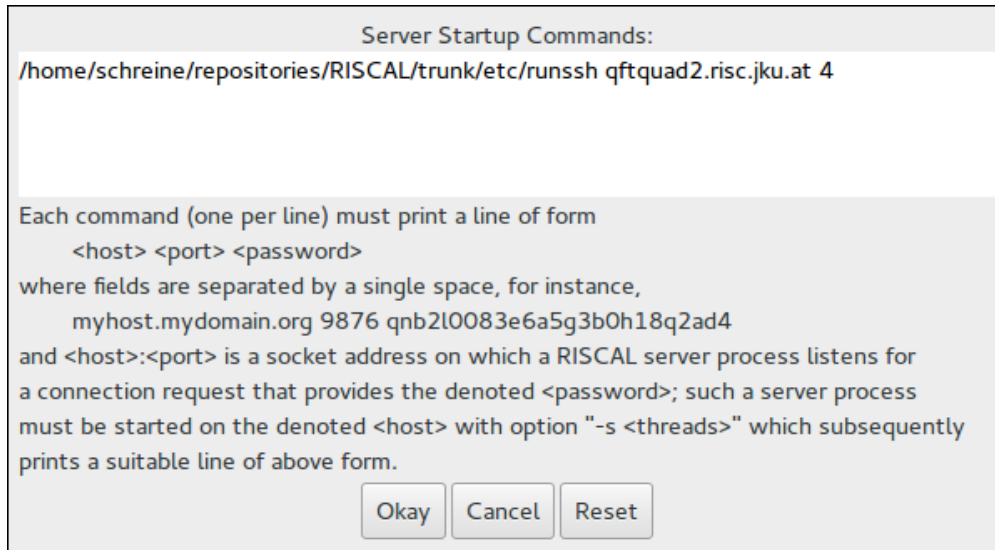 Server Startup Commands:
/home/schreine/repositories/RISCAL/trunk/etc/runssh qftquad2.risc.jku.at 4
Each command (one per line) must print a line of form
<host> <port> <password>
where fields are separated by a single space, for instance,
myhost.mydomain.org 9876 qnb2l0083e6a5g3b0h18q2ad4
and <host>:<port> is a socket address on which a RISCAL server process listens for
a connection request that provides the denoted <password>; such a server process
must be started on the denoted <host> with option "-s <threads>" which subsequently
prints a suitable line of above form.
Okay Cancel Reset